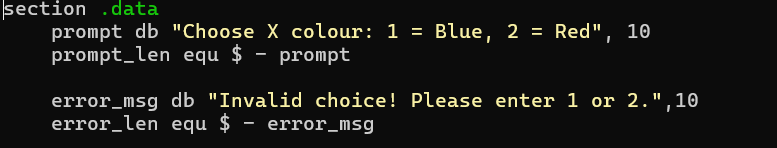 section .data
    prompt db "Choose X colour: 1 = Blue, 2 = Red", 10
    prompt_len equ $ - prompt
    error_msg db "Invalid choice! Please enter 1 or 2.",10
    error_len equ $ - error_msg